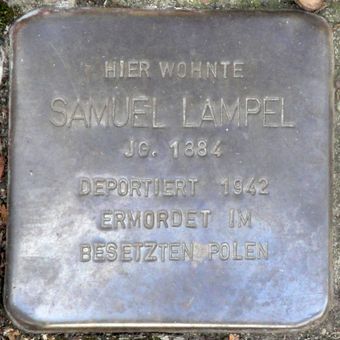 HIER WOHNTE
SAMUEL LAMPEL
JG. 1884
DEPORTIERT 1942
ERMORDET IM
BESETZTEN POLEN